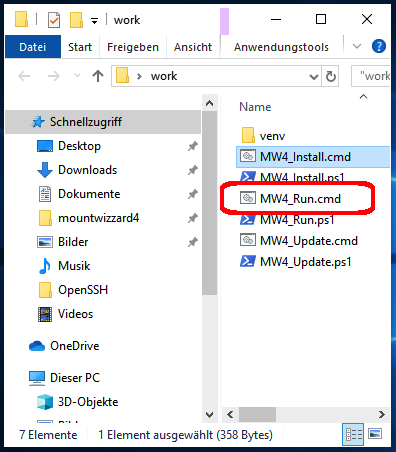 work
Datei Start Freigeben Ansicht Anwendungstools
work "work"
Name
Schnellzugriff
Desktop
Downloads
Dokumente
mountwizzard4
Bilder
Musik
OpenSSH
Videos
OneDrive
Dieser PC
3D-Objekte
venv
MW4_Install.cmd
MW4_Install.ps1
MW4_Run.cmd
MW4_Run.ps1
MW4_Update.cmd
MW4_Update.ps1
7 Elemente 1 Element ausgewählt (358 Bytes)